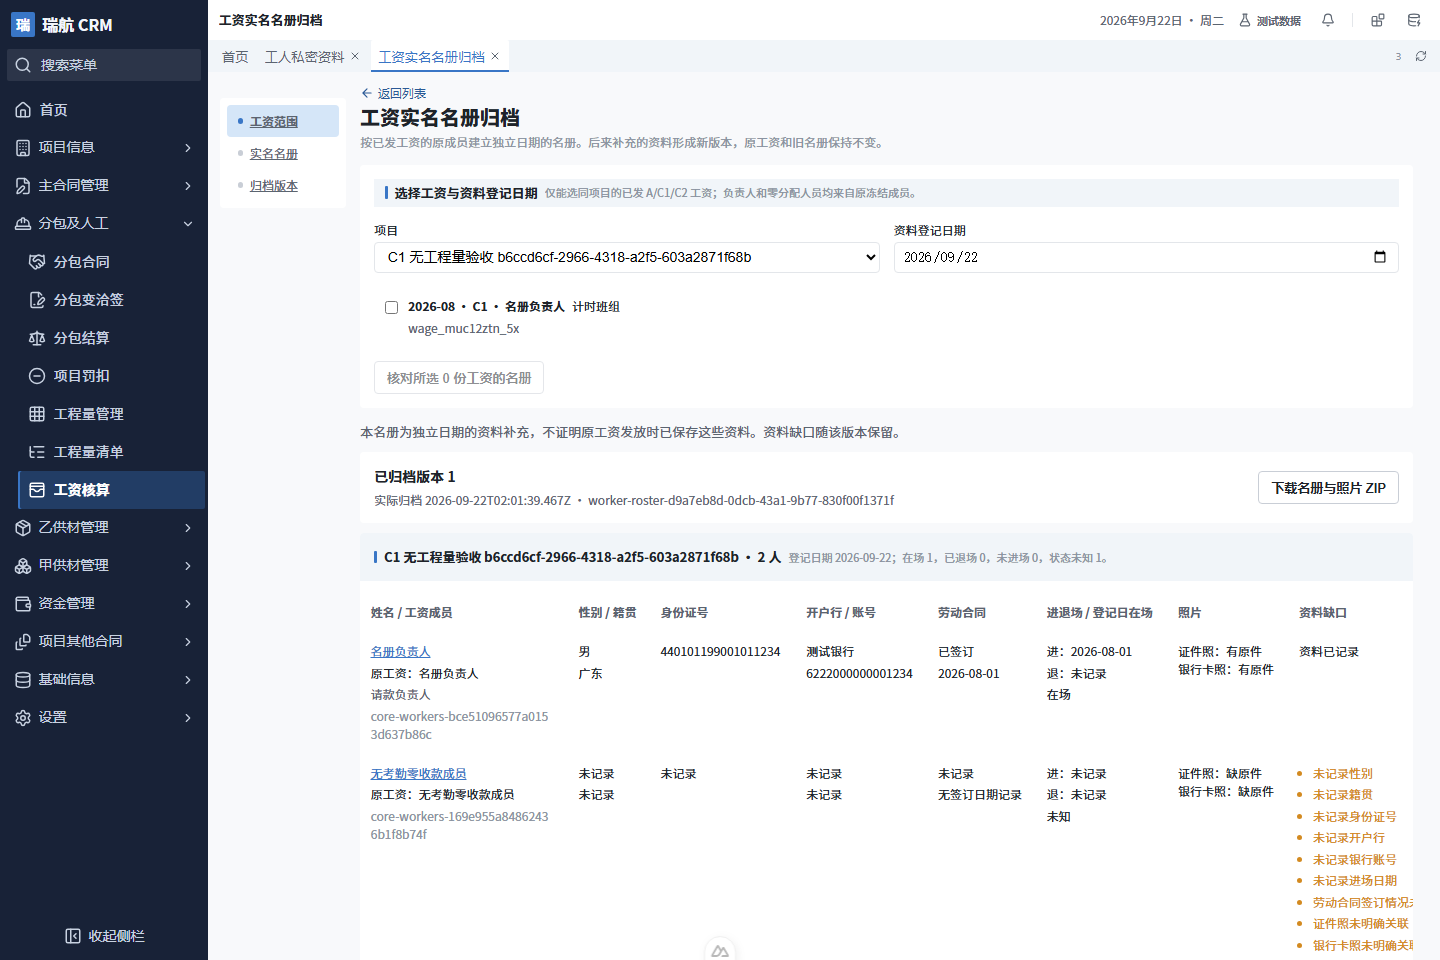 瑞 瑞航 CRM
搜索菜单
首页
项目信息
主合同管理
分包及人工
分包合同
分包变洽签
分包结算
项目罚扣
工程量管理
工程量清单
工资核算
乙供材管理
甲供材管理
资金管理
项目其他合同
基础信息
设置
收起侧栏
工资实名名册归档
2026年9月22日 • 周二 测试数据
首页 工人私密资料 工资实名名册归档 3
工资范围
实名名册
归档版本
返回列表
工资实名名册归档
按已发工资的原成员建立独立日期的名册。后来补充的资料形成新版本，原工资和旧名册保持不变。
选择工资与资料登记日期 仅能选同项目的已发 A/C1/C2 工资；负责人和零分配人员均来自原冻结成员。
项目 资料登记日期
C1 无工程量验收 b6ccd6cf-2966-4318-a2f5-603a2871f68b 2026/09/22
2026-08 • C1 • 名册负责人 计时班组
wage_muc12ztn_5x
核对所选 0 份工资的名册
本名册为独立日期的资料补充，不证明原工资发放时已保存这些资料。资料缺口随该版本保留。
已归档版本 1
实际归档 2026-09-22T02:01:39.467Z • worker-roster-d9a7eb8d-0dcb-43a1-9b77-830f00f1371f
下载名册与照片 ZIP
C1 无工程量验收 b6ccd6cf-2966-4318-a2f5-603a2871f68b • 2 人 登记日期 2026-09-22；在场 1，已退场 0，未进场 0，状态未知 1。
姓名 / 工资成员 性别 / 籍贯 身份证号 开户行 / 账号 劳动合同 进退场 / 登记日在场 照片 资料缺口
名册负责人 男 440101199001011234 测试银行 已签订 进：2026-08-01 证件照：有原件 资料已记录
原工资：名册负责人 广东 6222000000001234 2026-08-01 退：未记录 银行卡照：有原件
请款负责人 在场
core-workers-bce51096577a015
3d637b86c
无考勤零收款成员 未记录 未记录 未记录 未记录 进：未记录 证件照：缺原件 未记录性别
原工资：无考勤零收款成员 未记录 未记录 无签订日期记录 退：未记录 银行卡照：缺原件 未记录籍贯
core-workers-169e955a8486243 未知 未记录身份证号
6b1f8b74f
未记录开户行
未记录银行账号
未记录进场日期
劳动合同签订情况
证件照未明确关联
银行卡照未明确关